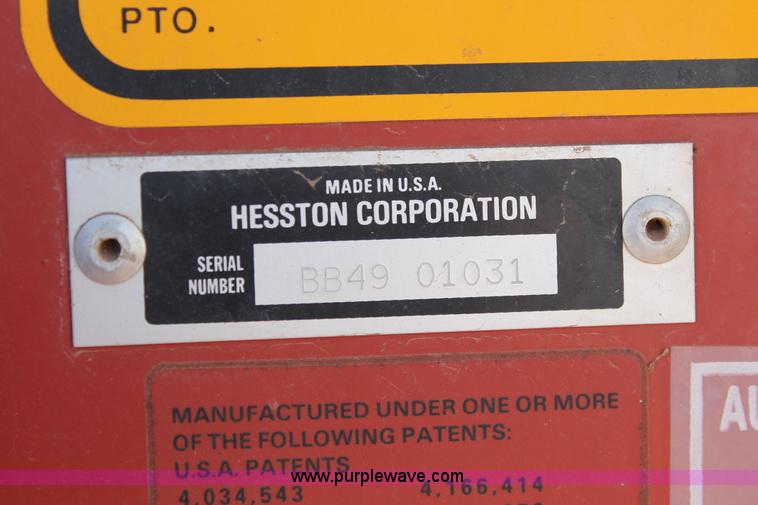 PTO.
MADE IN U.S.A.
HESSTON CORPORATION
SERIAL NUMBER
BB49 01031
MANUFACTURED UNDER ONE OR MORE
OF THE FOLLOWING PATENTS:
U.S.A. PATENTS
www.purplewave.com
4,034,543 4,166,414
AU